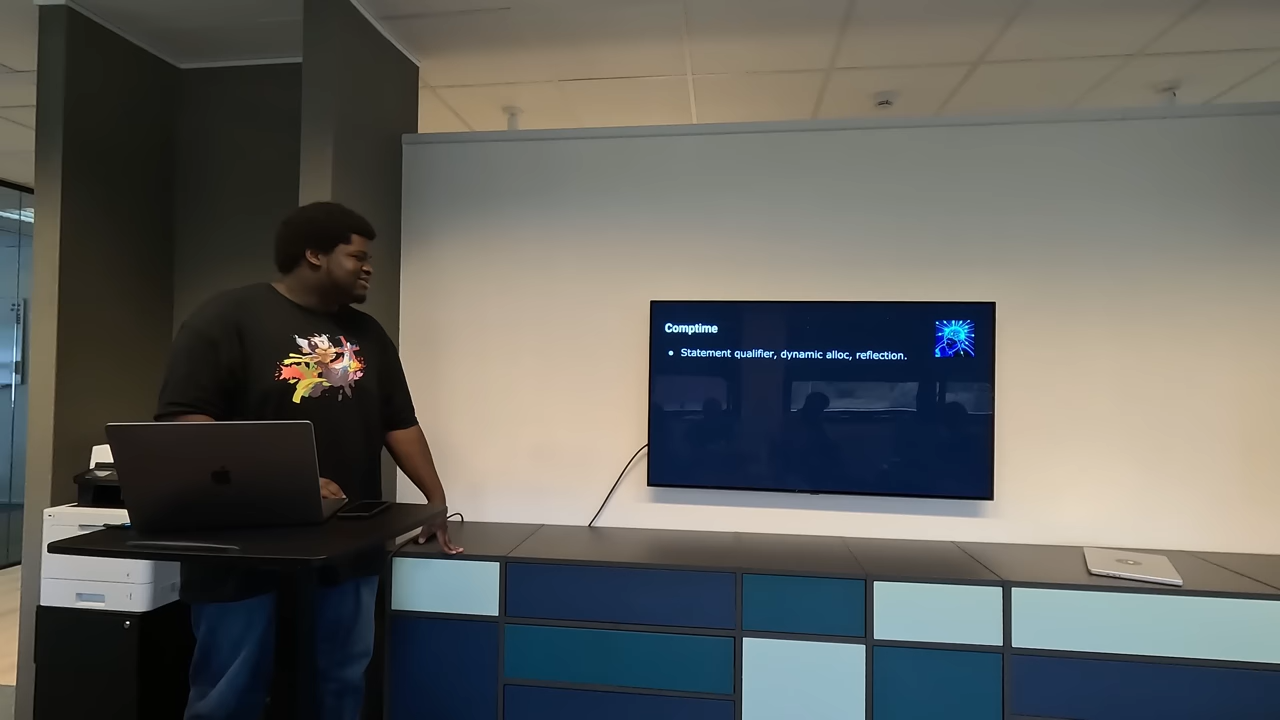 Comptime
• Statement qualifier, dynamic alloc, reflection.